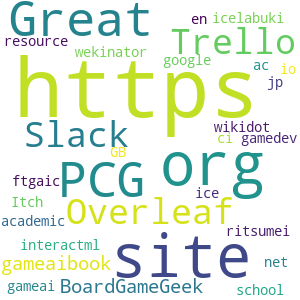 Great
en icelabuki
resource
Trello
wekinator
google
https
ac io
jp
Slack
wikidot
ci gamedev
GB
PCG
org
ftgaic
ice
Itch
Overleaf
academic
ritsumei
interactml
site
net
gameaibook
gameai
BoardGameGeek
school